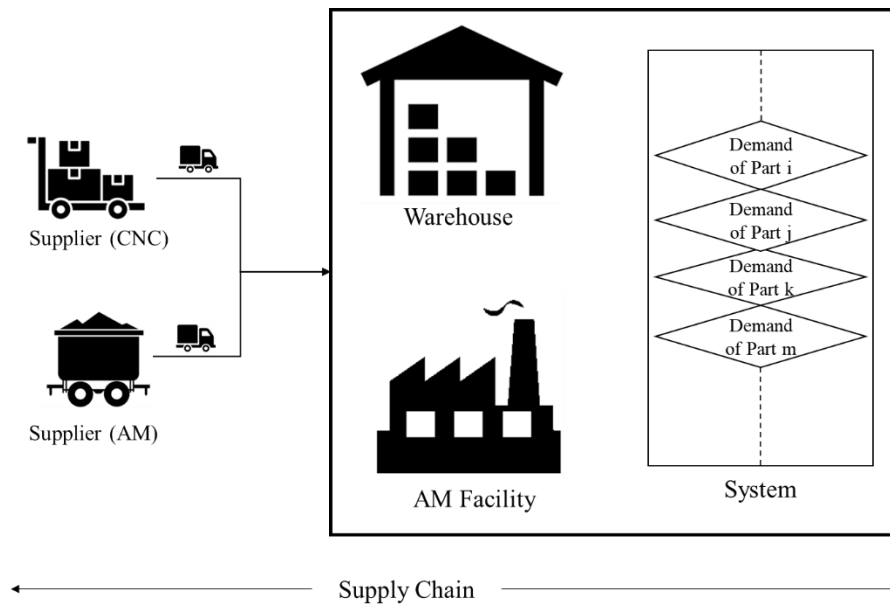 Supplier (CNC)
Supplier (AM)
Warehouse
AM Facility
Demand
of Part i
Demand
of Part j
Demand
of Part k
Demand
of Part m
System
Supply Chain